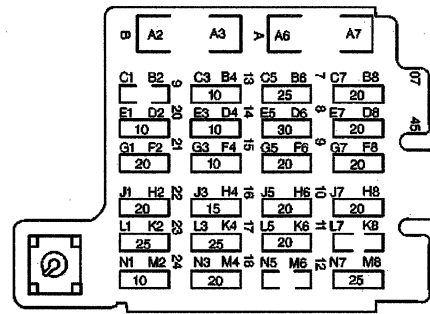 B A2 A3 A A6 A7
C1 B2 9 C3 B4 13 C5 B6 7 C7 B8 07
10 25 20
E1 D2 20 E3 D4 14 E5 D6 8 E7 D8 45
10 10 30 20
G1 F2 21 G3 F4 15 G5 F6 9 G7 F8
20 10 20 20
J1 H2 22 J3 H4 16 J5 H6 10 J7 H8
20 15 20 20
L1 K2 23 L3 K4 17 L5 K6 11 L7 K8
25 25 20
N1 M2 24 N3 M4 18 N5 M6 12 N7 M8
10 20 25